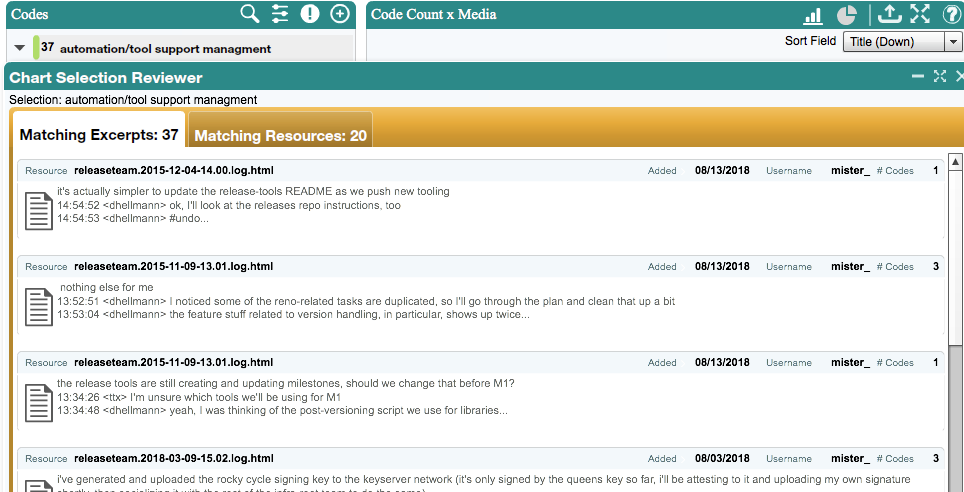 Codes
Code Count x Media
Sort Field Title (Down)
37 automation/tool support managment
Chart Selection Reviewer
Selection: automation/tool support managment
Matching Excerpts: 37 Matching Resources: 20
Resource releaseteam.2015-12-04-14.00.log.html Added 08/13/2018 Username mister_ # Codes 1
it's actually simpler to update the release-tools README as we push new tooling
14:54:52 <dhellmann> ok, I'll look at the releases repo instructions, too
14:54:53 <dhellmann> #undo...
Resource releaseteam.2015-11-09-13.01.log.html Added 08/13/2018 Username mister_ # Codes 3
nothing else for me
13:52:51 <dhellmann> I noticed some of the reno-related tasks are duplicated, so I'll go through the plan and clean that up a bit
13:53:04 <dhellmann> the feature stuff related to version handling, in particular, shows up twice...
Resource releaseteam.2015-11-09-13.01.log.html Added 08/13/2018 Username mister_ # Codes 1
the release tools are still creating and updating milestones, should we change that before M1?
13:34:26 <ttx> I'm unsure which tools we'll be using for M1
13:34:48 <dhellmann> yeah, I was thinking of the post-versioning script we use for libraries...
Resource releaseteam.2018-03-09-15.02.log.html Added 08/03/2018 Username mister_ # Codes 3
i've generated and uploaded the rocky cycle signing key to the keyserver network (it's only signed by the queens key so far, i'll be attesting to it and uploading my own signature